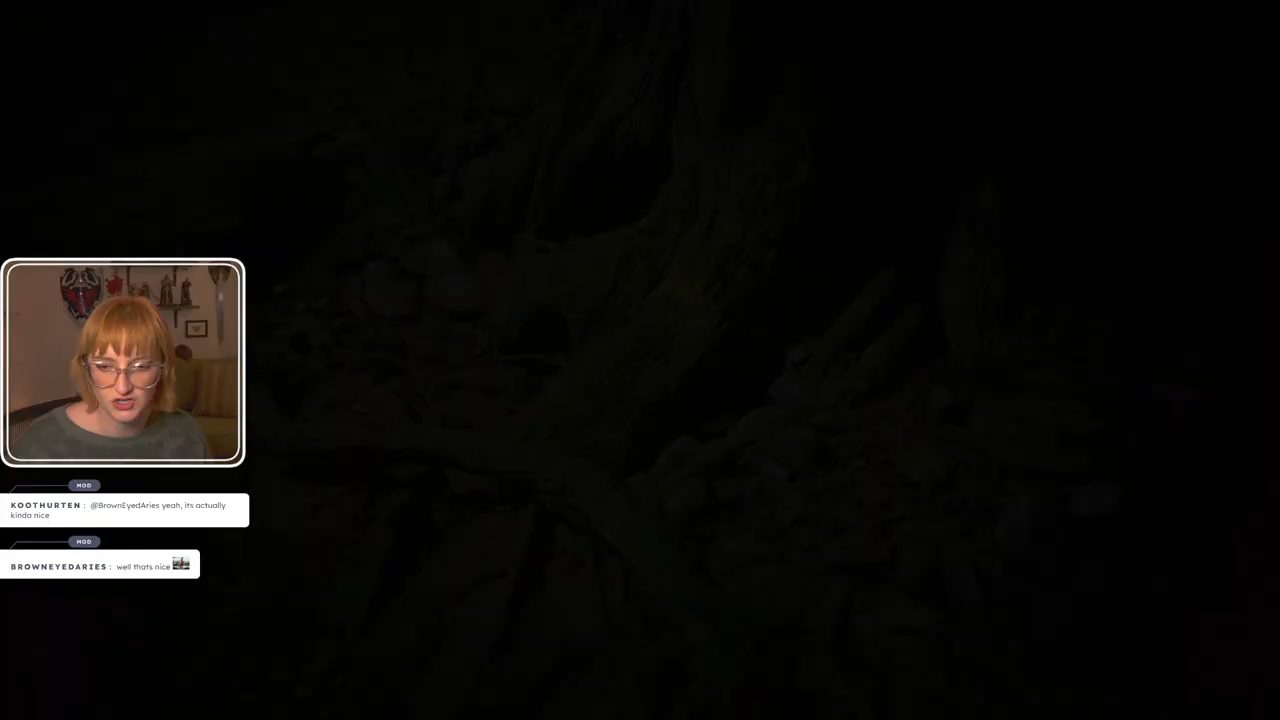 MOD
KOOTHURTEN : @BrownEyedAries yeah, its actually
kinda nice
MOD
BROWNEYEDARIES : well thats nice